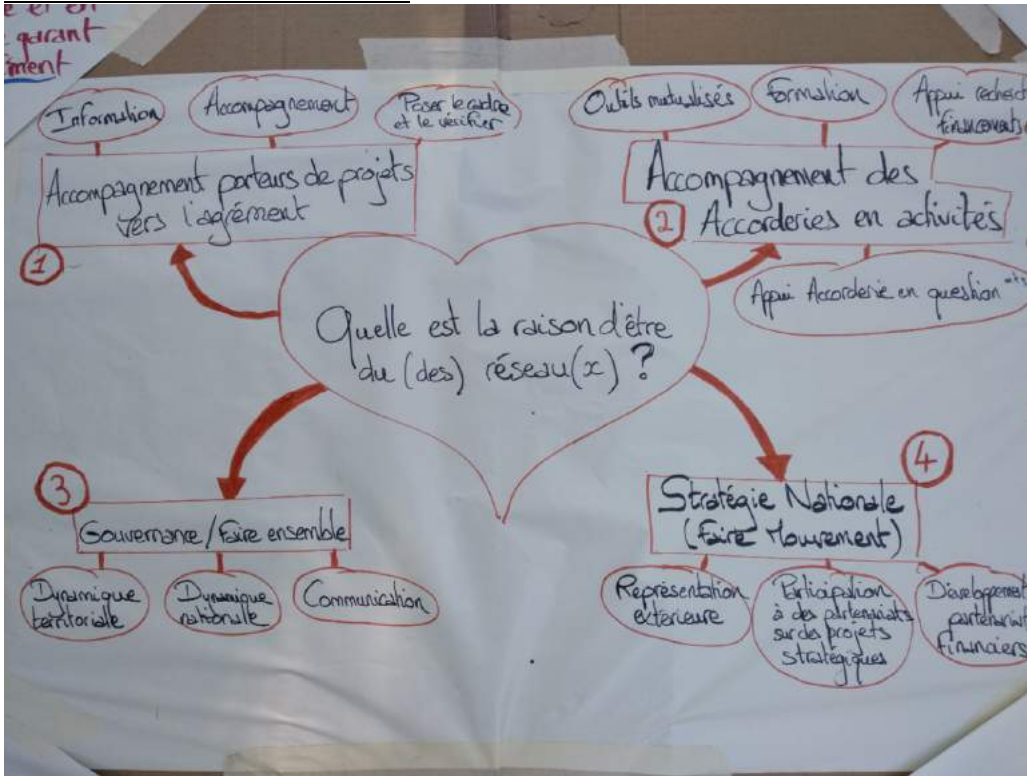 garant
ment
Information
Accompagnement
Poser le cadre
et le vérifier
Accompagnement porteurs de projets
vers l'agrément
1
Outils mutualisés
Formation
Appui recherch
financements
Accompagnement des
Accorderies en activités
2
Appui Accorderie en question
Quelle est la raison d'être
du (des) réseau(x) ?
3
Gouvernance / Faire ensemble
Dynamique
territoriale
Dynamique
nationale
Communication
4
Stratégie Nationale
(Faire Mouvement)
Représentation
extérieure
Participation
à des partenariats
sur des projets
stratégiques
Développement
partenariat
financiers